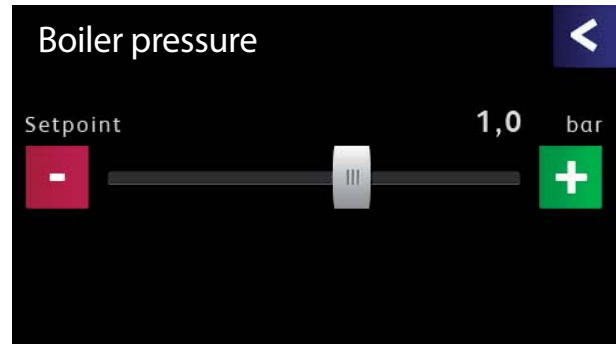 Boiler pressure <
Setpoint 1,0 bar
- +